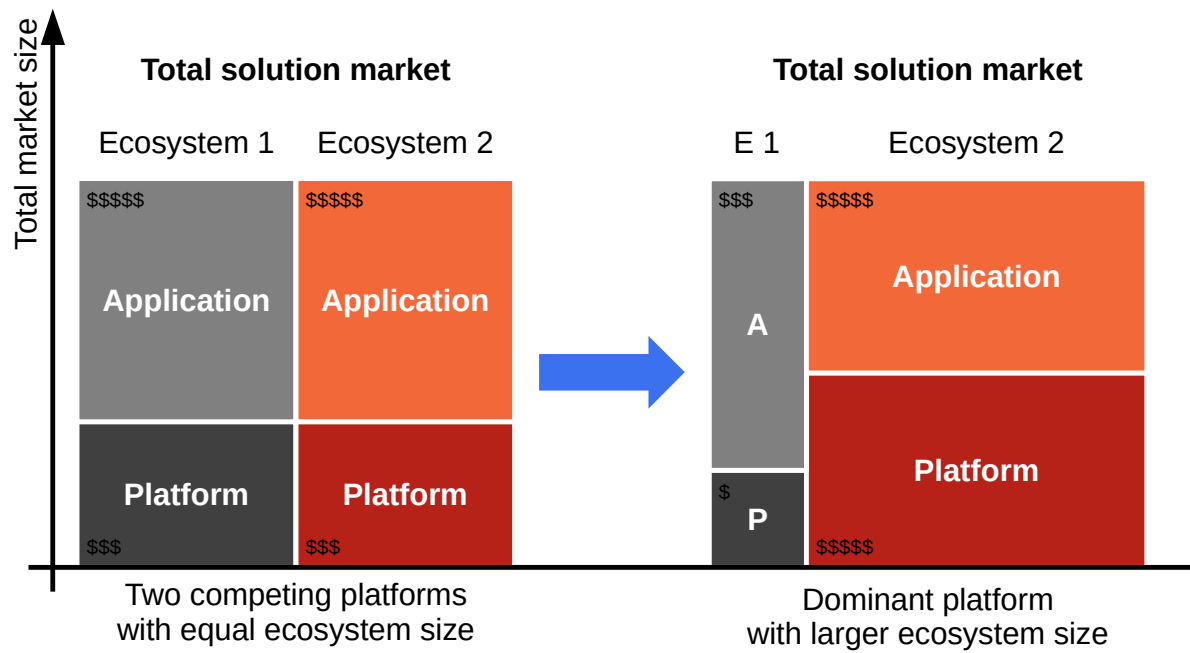 Total market size
Total solution market
Ecosystem 1
Ecosystem 2
$$$$$
$$$$$
Application
Application
Platform
Platform
$$$
$$$
Two competing platforms
with equal ecosystem size
Total solution market
E 1
Ecosystem 2
$$$
$$$$$
A
Application
$
P
Platform
$$$$$
Dominant platform
with larger ecosystem size